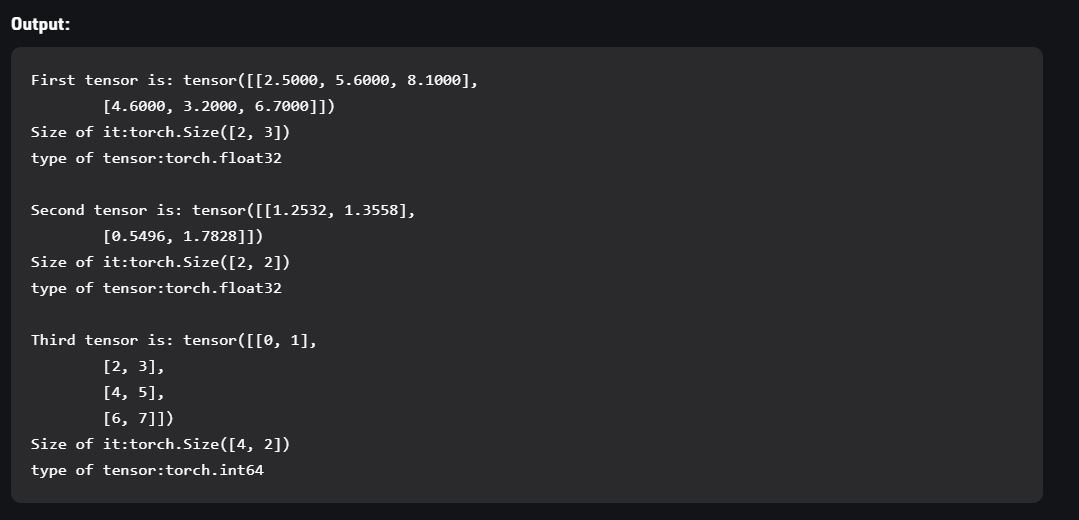 Output:
First tensor is: tensor([[2.5000, 5.6000, 8.1000],
[4.6000, 3.2000, 6.7000]])
Size of it:torch.Size([2, 3])
type of tensor:torch.float32
Second tensor is: tensor([[1.2532, 1.3558],
[0.5496, 1.7828]])
Size of it:torch.Size([2, 2])
type of tensor:torch.float32
Third tensor is: tensor([[0, 1],
[2, 3],
[4, 5],
[6, 7]])
Size of it:torch.Size([4, 2])
type of tensor:torch.int64